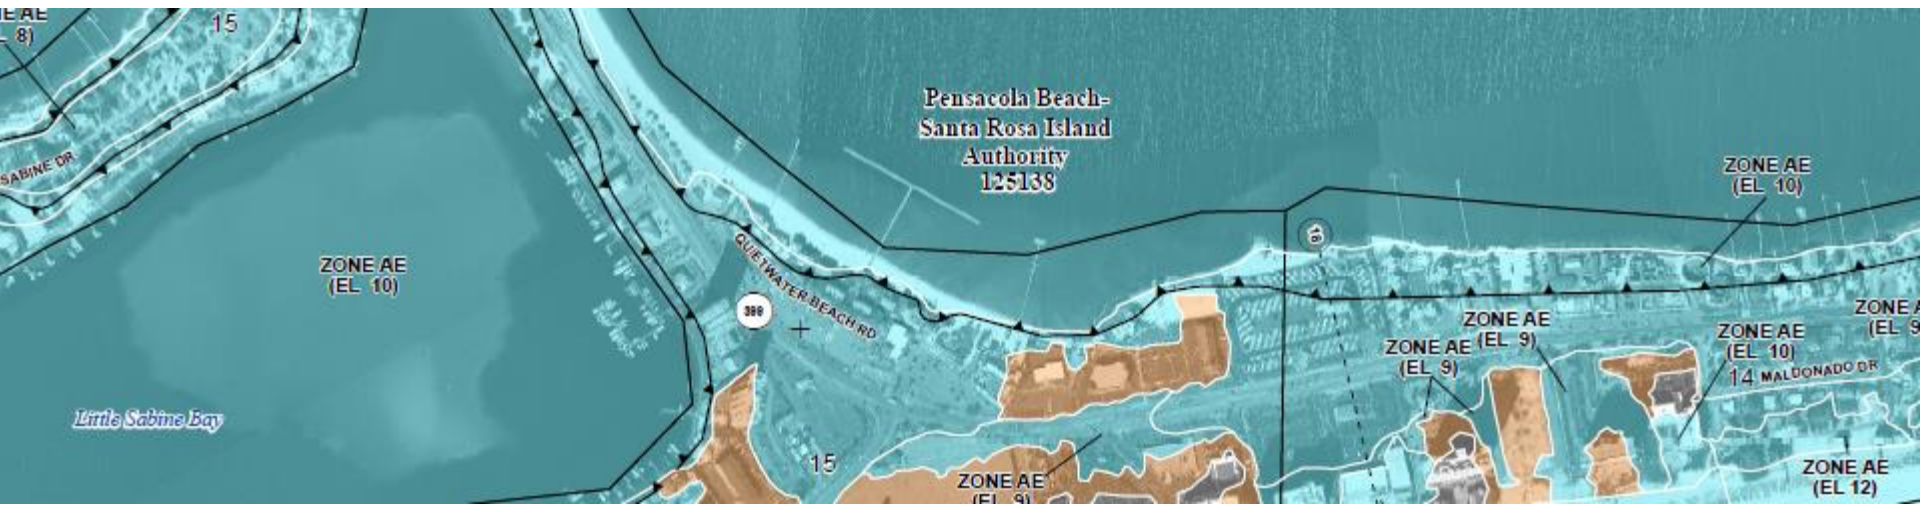 15
SABINE DR
ZONE AE
(EL 10)
Little Sabine Bay
Pensacola Beach-
Santa Rosa Island
Authority
125138
QUIETWATER BEACH RD
399
15
ZONE AE
(EL 9)
18
ZONE AE
(EL 10)
ZONE AE
(EL 9)
ZONE AE
(EL 9)
ZONE AE
(EL 10)
14 MALDONADO DR
ZONE AE
(EL 12)